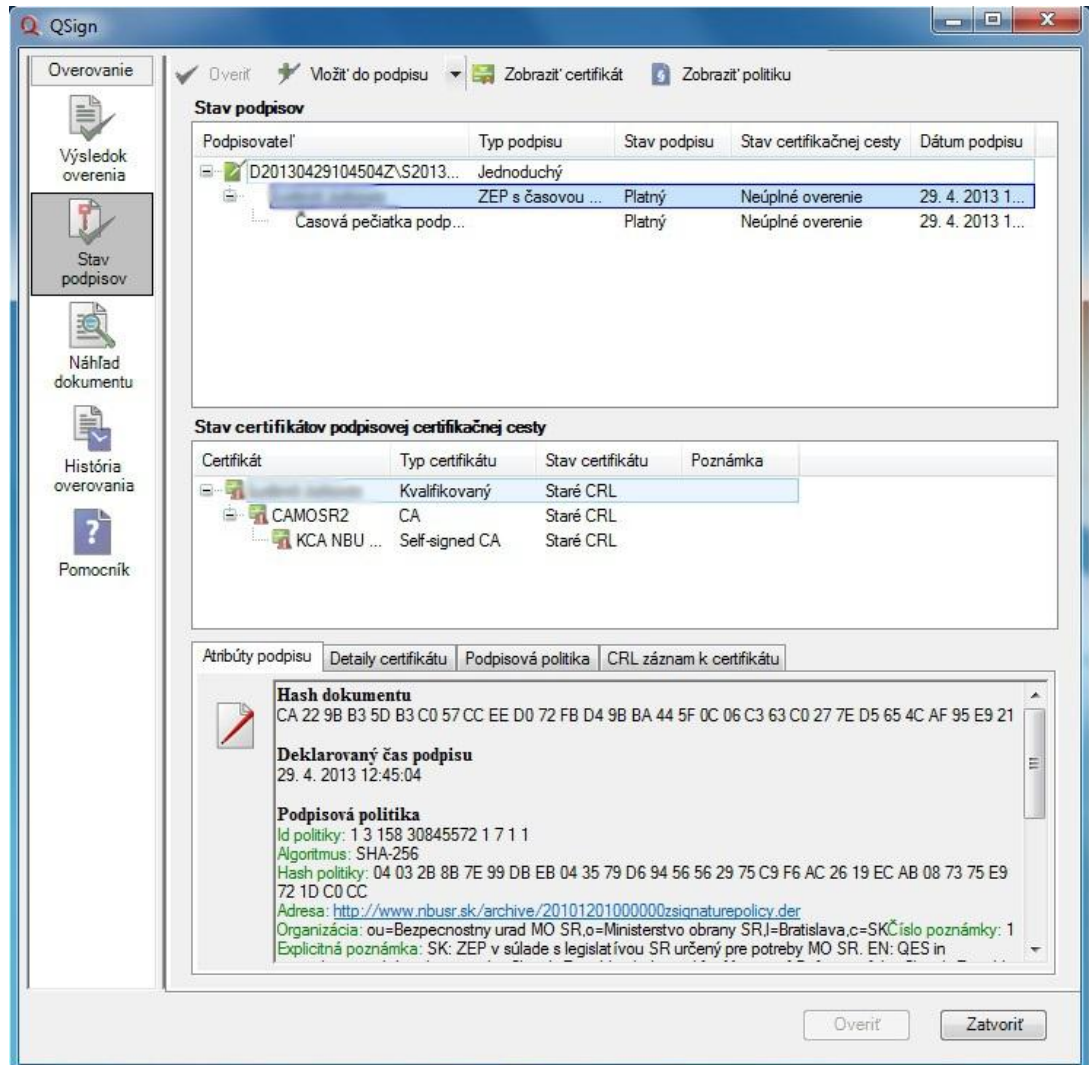 QSign
Overovanie
Výsledok
overenia
Stav
podpisov
Náhľad
dokumentu
História
overovania
Pomocník
Overiť Vložiť do podpisu Zobraziť certifikát Zobraziť politiku
Stav podpisov
Podpisovateľ Typ podpisu Stav podpisu Stav certifikačnej cesty Dátum podpisu
D20130429104504Z\S2013... Jednoduchý
ZEP s časovou ... Platný Neúplné overenie 29. 4. 2013 1...
Časová pečiatka podp... Platný Neúplné overenie 29. 4. 2013 1...
Stav certifikátov podpisovej certifikačnej cesty
Certifikát Typ certifikátu Stav certifikátu Poznámka
Kvalifikovaný Staré CRL
CAMOSR2 CA Staré CRL
KCA NBU ... Self-signed CA Staré CRL
Atribúty podpisu Detaily certifikátu Podpisová politika CRL záznam k certifikátu
Hash dokumentu
CA 22 9B B3 5D B3 C0 57 CC EE D0 72 FB D4 9B BA 44 5F 0C 06 C3 63 C0 27 7E D5 65 4C AF 95 E9 21
Deklarovaný čas podpisu
29. 4. 2013 12:45:04
Podpisová politika
Id politiky: 1 3 158 30845572 1 7 1 1
Algoritmus: SHA-256
Hash politiky: 04 03 2B 8B 7E 99 DB EB 04 35 79 D6 94 56 56 29 75 C9 F6 AC 26 19 EC AB 08 73 75 E9
72 1D C0 CC
Adresa: http://www.nbusr.sk/archive/20101201000000zsignaturepolicy.der
Organizácia: ou=Bezpecnostny urad MO SR,o=Ministerstvo obrany SR,l=Bratislava,c=SKČíslo poznámky: 1
Explicitná poznámka: SK: ZEP v súlade s legislatívou SR určený pre potreby MO SR. EN: QES in
Overiť Zatvoriť